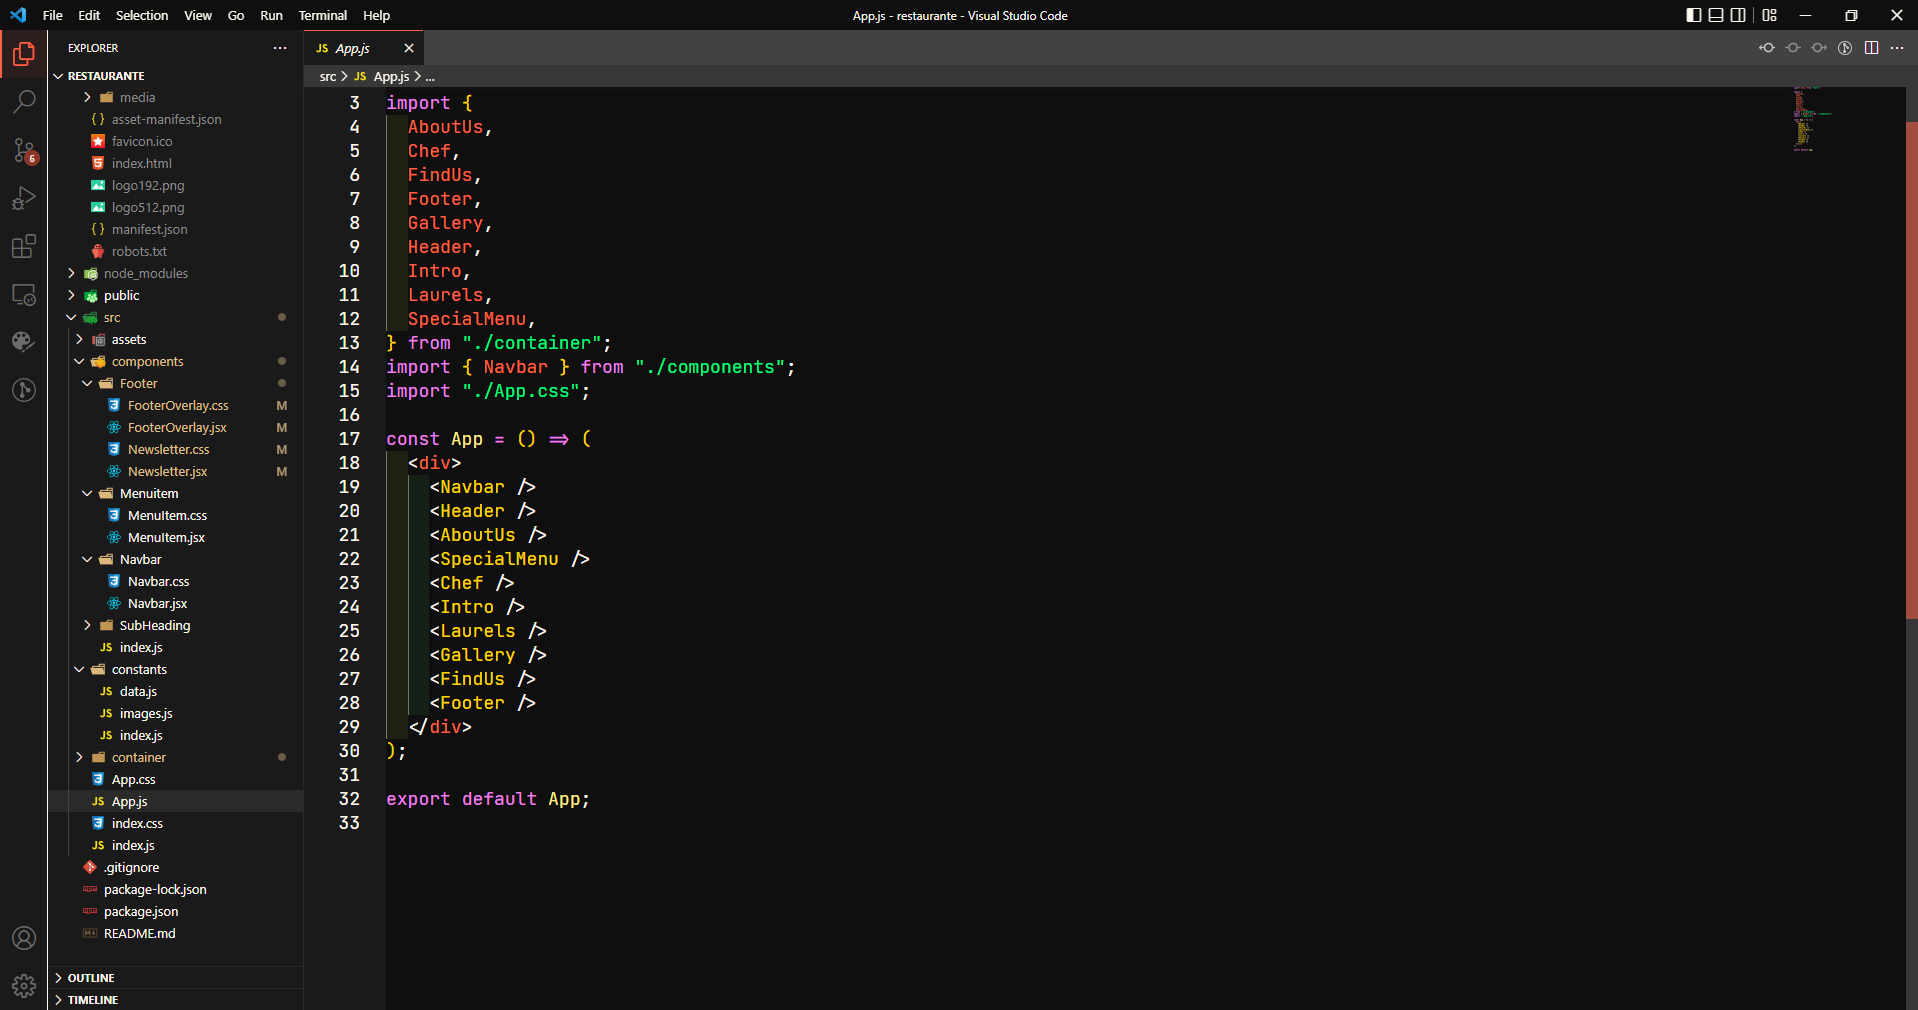 File Edit Selection View Go Run Terminal Help
App.js - restaurante - Visual Studio Code
EXPLORER
RESTAURANTE
media
asset-manifest.json
favicon.ico
index.html
logo192.png
logo512.png
manifest.json
robots.txt
node_modules
public
src
assets
components
Footer
FooterOverlay.css M
FooterOverlay.jsx M
Newsletter.css M
Newsletter.jsx M
Menuitem
MenuItem.css
MenuItem.jsx
Navbar
Navbar.css
Navbar.jsx
SubHeading
JS index.js
constants
JS data.js
JS images.js
JS index.js
container
App.css
JS App.js
index.css
JS index.js
.gitignore
package-lock.json
package.json
README.md
OUTLINE
TIMELINE
6
JS App.js
src > JS App.js > ...
3 import {
4 AboutUs,
5 Chef,
6 FindUs,
7 Footer,
8 Gallery,
9 Header,
10 Intro,
11 Laurels,
12 SpecialMenu,
13 } from "./container";
14 import { Navbar } from "./components";
15 import "./App.css";
16
17 const App = () => (
18 <div>
19 <Navbar />
20 <Header />
21 <AboutUs />
22 <SpecialMenu />
23 <Chef />
24 <Intro />
25 <Laurels />
26 <Gallery />
27 <FindUs />
28 <Footer />
29 </div>
30 );
31
32 export default App;
33